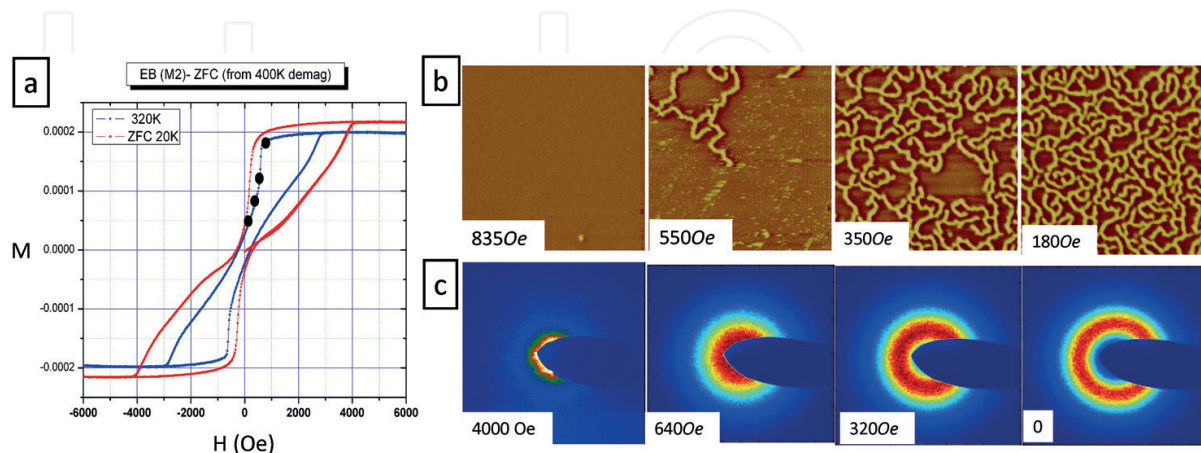 a
EB (M2)- ZFC (from 400K demag)
320K
ZFC 20K
0.0002
0.0001
0.0000
-0.0001
-0.0002
M
-6000 -4000 -2000 0 2000 4000 6000
H (Oe)
b
835Oe 550Oe 350Oe 180Oe
c
4000 Oe 640Oe 320Oe 0